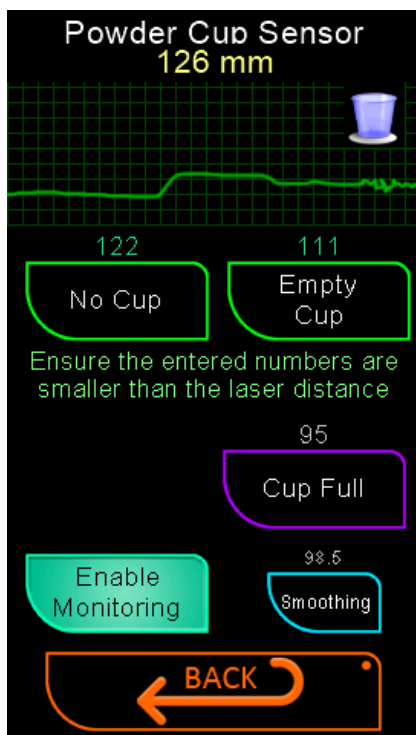 Powder Cup Sensor
126 mm
122 111
No Cup
Empty
Cup
Ensure the entered numbers are
smaller than the laser distance
95
Cup Full
Enable
Monitoring
98.5
Smoothing
BACK